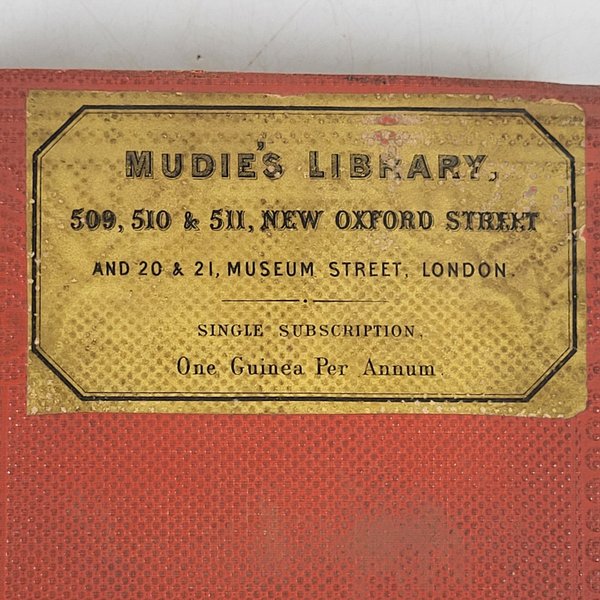 MUDIE'S LIBRARY,
509, 510 & 511, NEW OXFORD STREET
AND 20 & 21, MUSEUM STREET, LONDON.
SINGLE SUBSCRIPTION,
One Guinea Per Annum